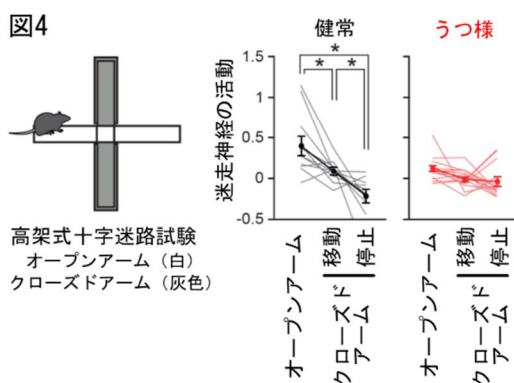 図4
高架式十字迷路試験
オープンアーム（白）
クローズドアーム（灰色）
健常
うつ様
迷走神経の活動
1.5
1
0.5
0
-0.5
*
*
*
オープンアーム
移動
停止
クローズド
アーム
オープンアーム
移動
停止
クローズド
アーム